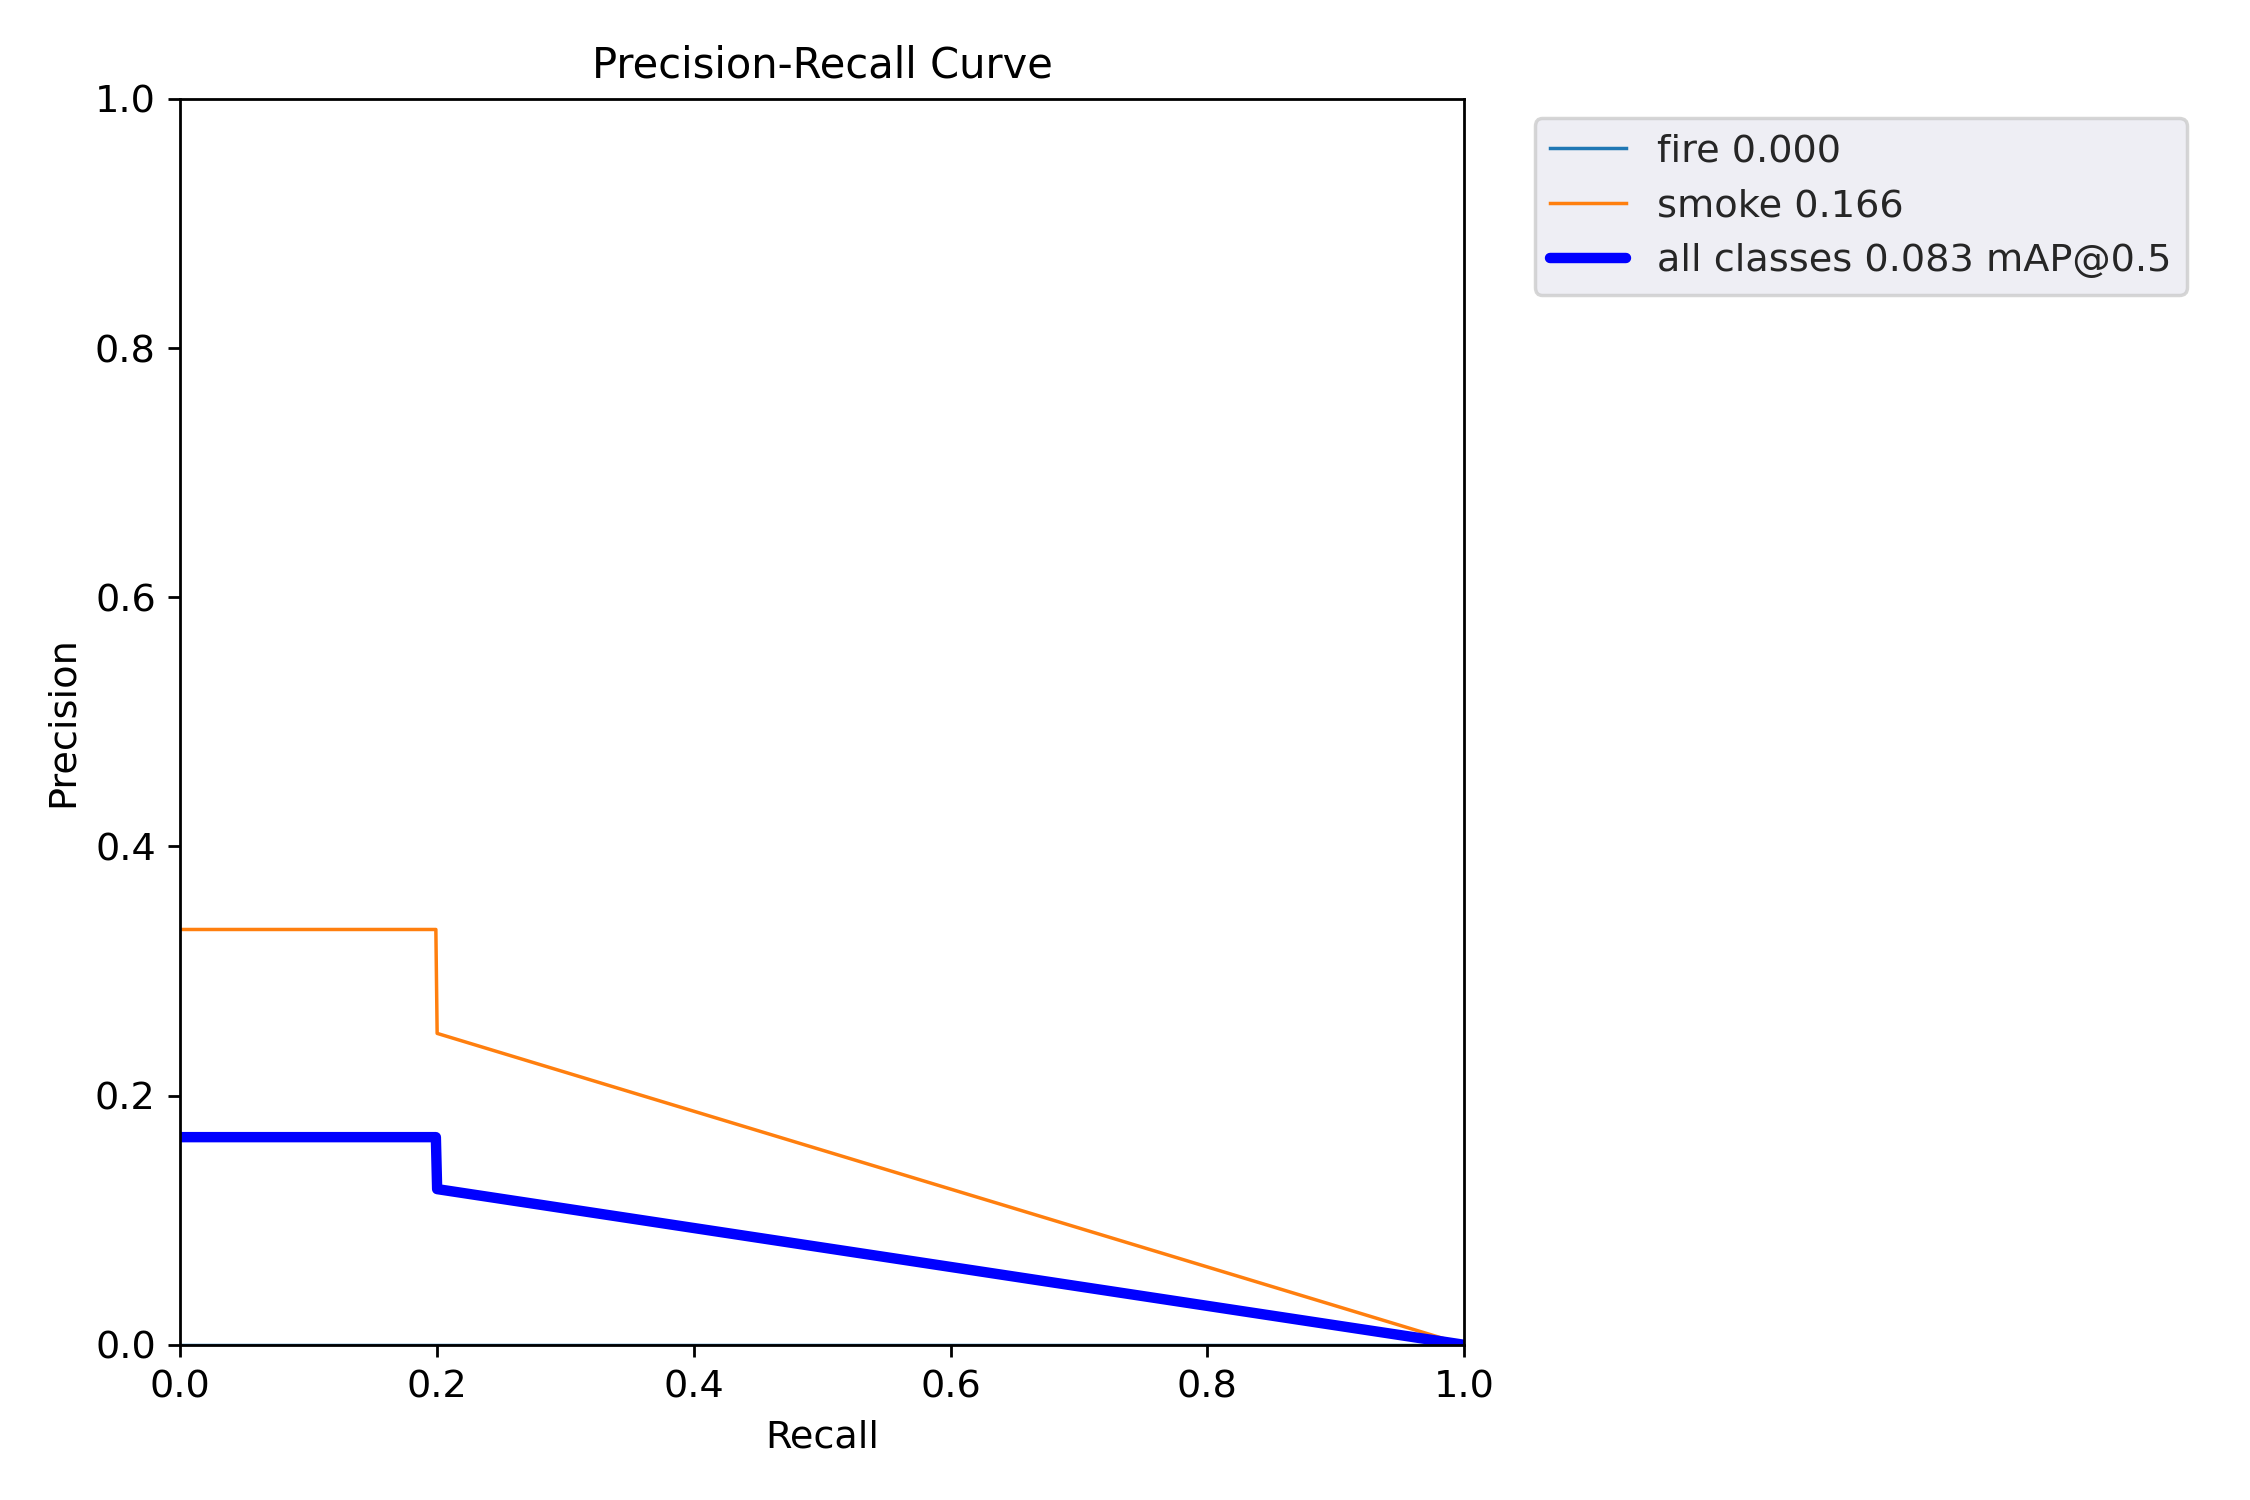 Precision-Recall Curve
1.0
0.8
0.6
0.4
0.2
0.0
Precision
0.0 0.2 0.4 0.6 0.8 1.0
Recall
fire 0.000
smoke 0.166
all classes 0.083 mAP@0.5